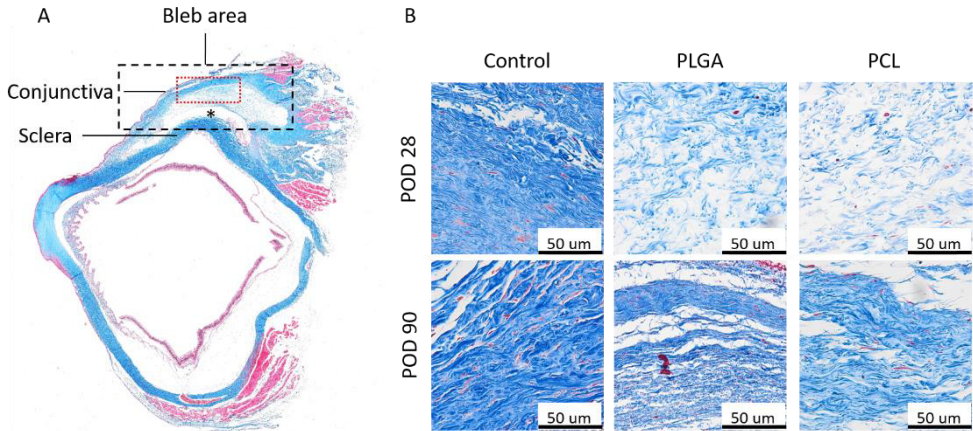 A
Bleb area
Conjunctiva
*
Sclera
B
Control PLGA PCL
POD 28
50 um 50 um 50 um
POD 90
50 um 50 um 50 um